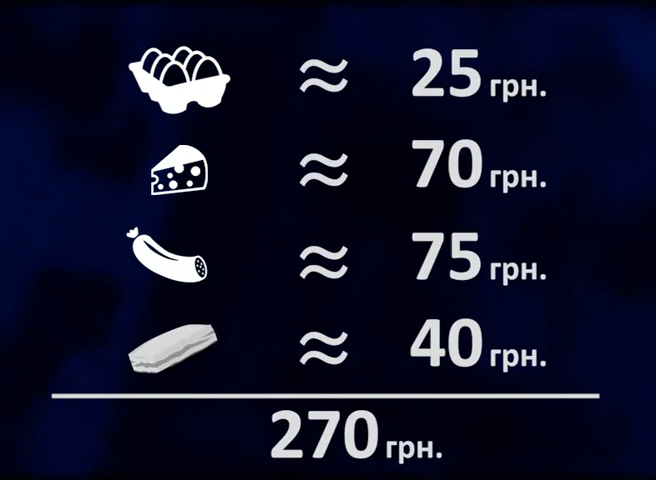 ≈ 25 грн.
≈ 70 грн.
≈ 75 грн.
≈ 40 грн.
270 грн.